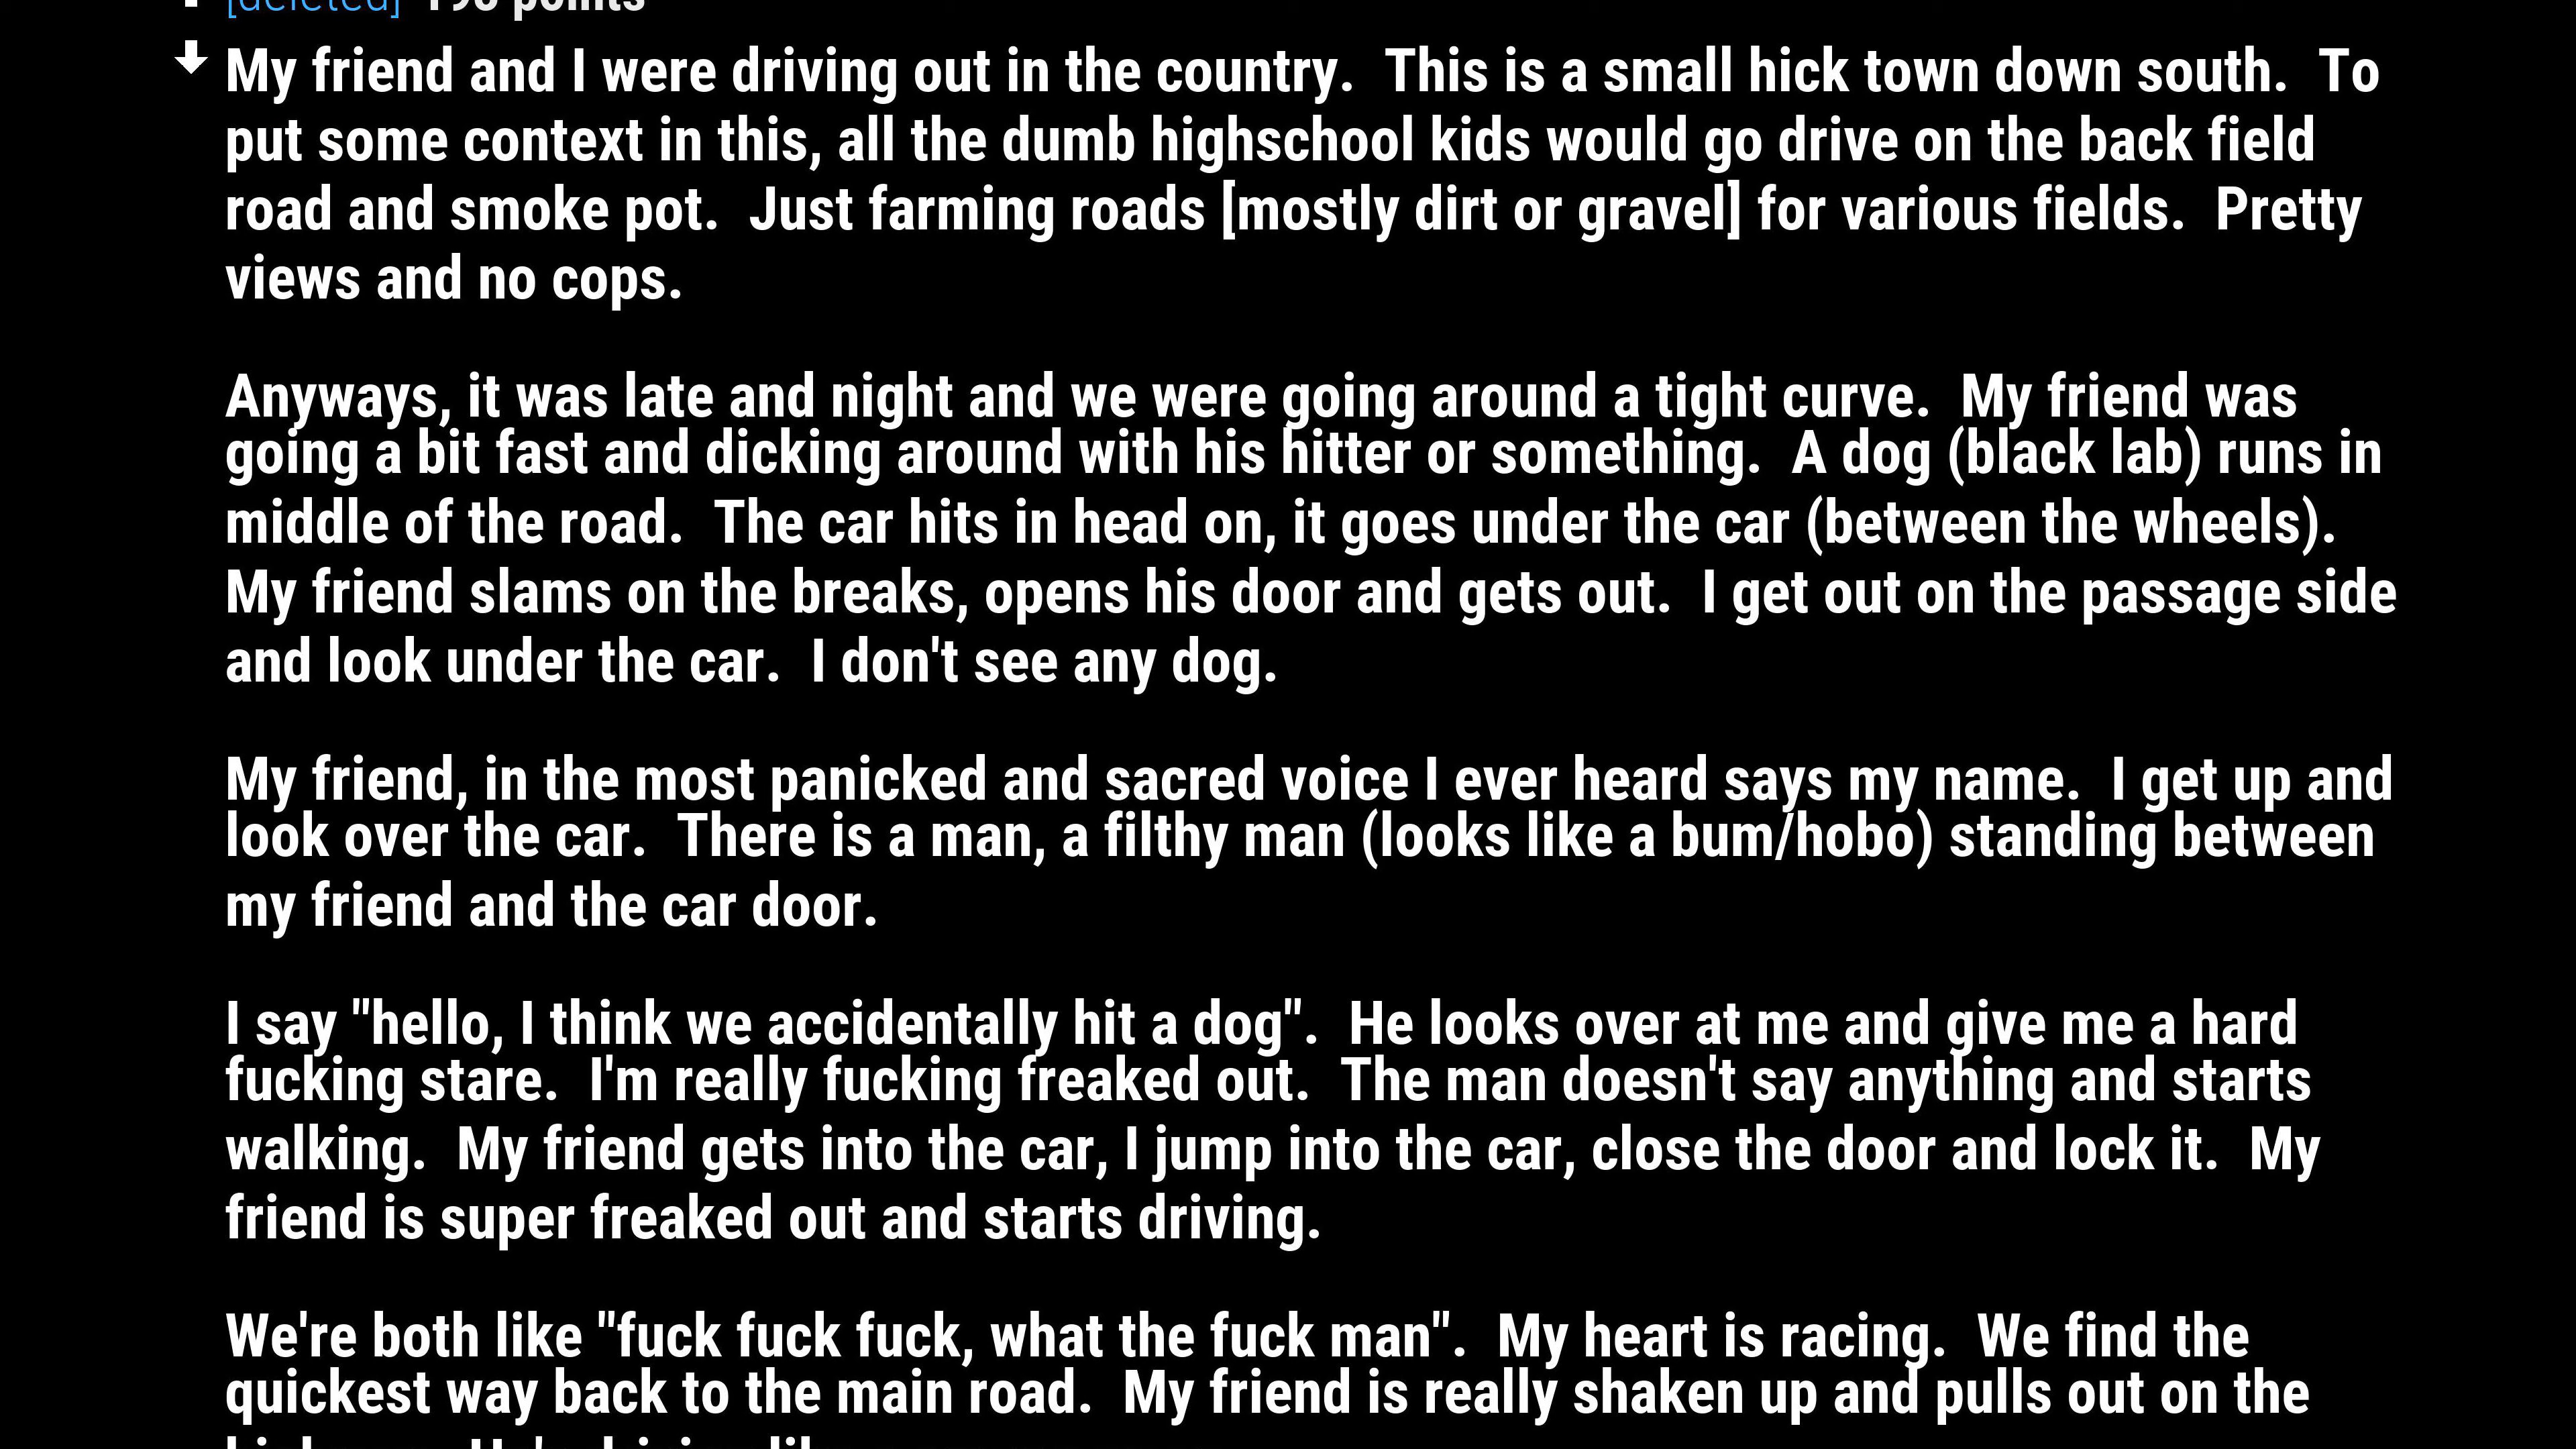 [deleted] 198 points
My friend and I were driving out in the country.  This is a small hick town down south.  To
put some context in this, all the dumb highschool kids would go drive on the back field
road and smoke pot.  Just farming roads [mostly dirt or gravel] for various fields.  Pretty
views and no cops.
Anyways, it was late and night and we were going around a tight curve.  My friend was
going a bit fast and dicking around with his hitter or something.  A dog (black lab) runs in
middle of the road.  The car hits in head on, it goes under the car (between the wheels).
My friend slams on the breaks, opens his door and gets out.  I get out on the passage side
and look under the car.  I don't see any dog.
My friend, in the most panicked and sacred voice I ever heard says my name.  I get up and
look over the car.  There is a man, a filthy man (looks like a bum/hobo) standing between
my friend and the car door.
I say "hello, I think we accidentally hit a dog".  He looks over at me and give me a hard
fucking stare.  I'm really fucking freaked out.  The man doesn't say anything and starts
walking.  My friend gets into the car, I jump into the car, close the door and lock it.  My
friend is super freaked out and starts driving.
We're both like "fuck fuck fuck, what the fuck man".  My heart is racing.  We find the
quickest way back to the main road.  My friend is really shaken up and pulls out on the